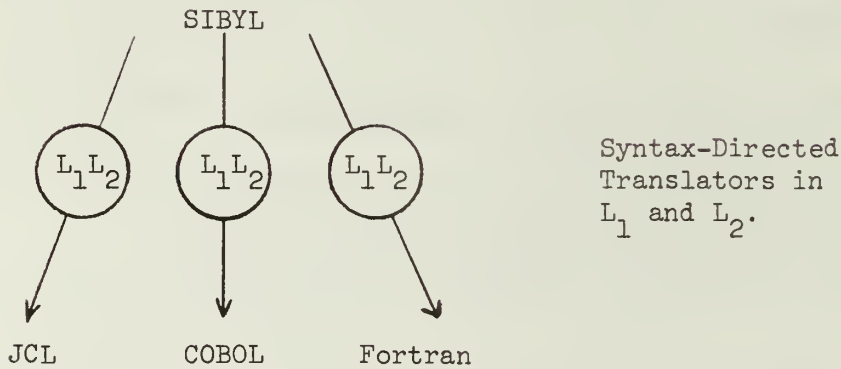 SIBYL
L₁L₂ L₁L₂ L₁L₂
Syntax-Directed
Translators in
L₁ and L₂.
JCL COBOL Fortran